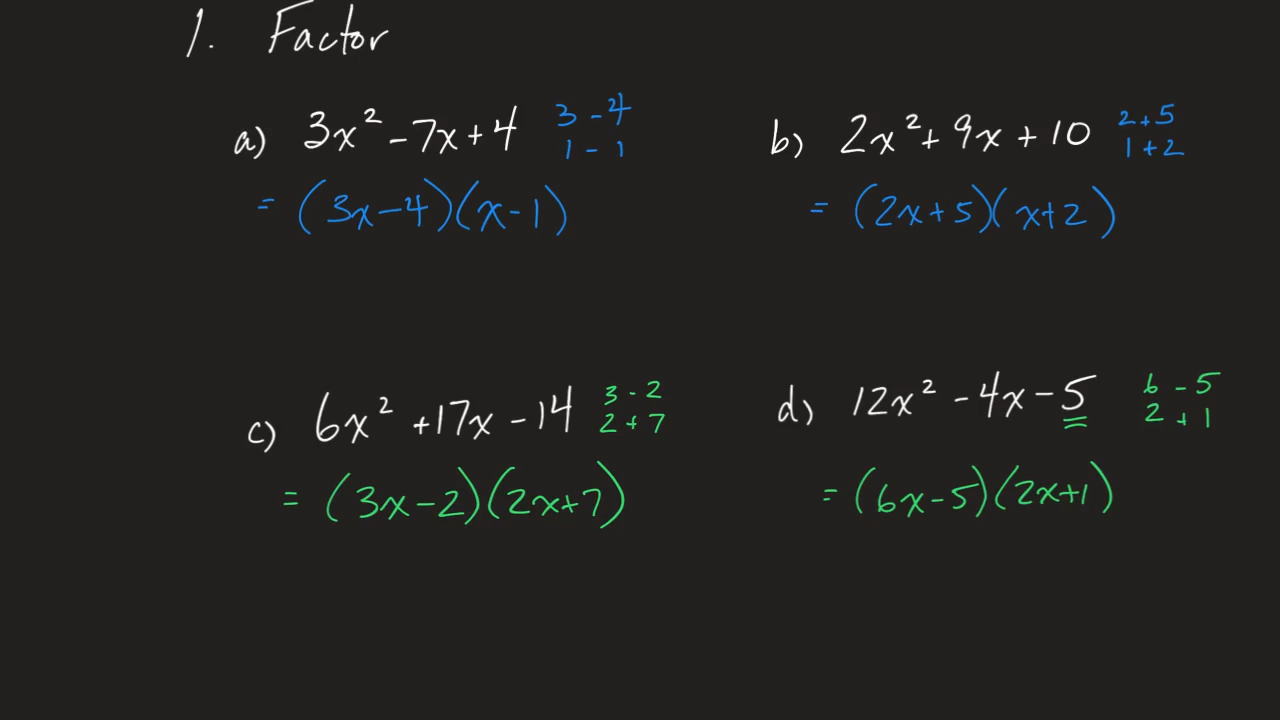 1. Factor
a) 3x² - 7x + 4 3 - 4
1 - 1
= (3x - 4)(x - 1)
b) 2x² + 9x + 10 2 + 5
1 + 2
= (2x + 5)(x + 2)
c) 6x² + 17x - 14 3 - 2
2 + 7
= (3x - 2)(2x + 7)
d) 12x² - 4x - 5 6 - 5
2 + 1
= (6x - 5)(2x + 1)